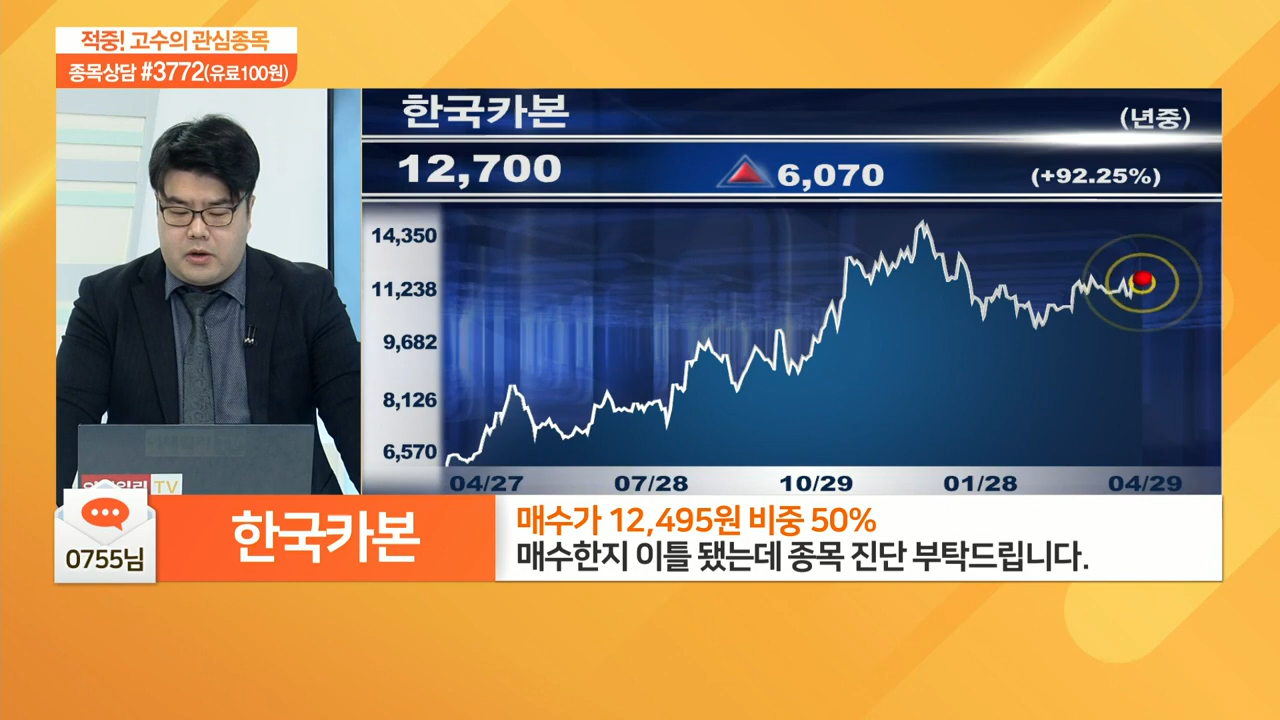 적중! 고수의 관심종목
종목상담 #3772(유료100원)
한국카본
(년중)
12,700
6,070
(+92.25%)
14,350
11,238
9,682
8,126
6,570
04/27
07/28
10/29
01/28
04/29
TV
0755님
한국카본
매수가 12,495원 비중 50%
매수한지 이틀 됐는데 종목 진단 부탁드립니다.